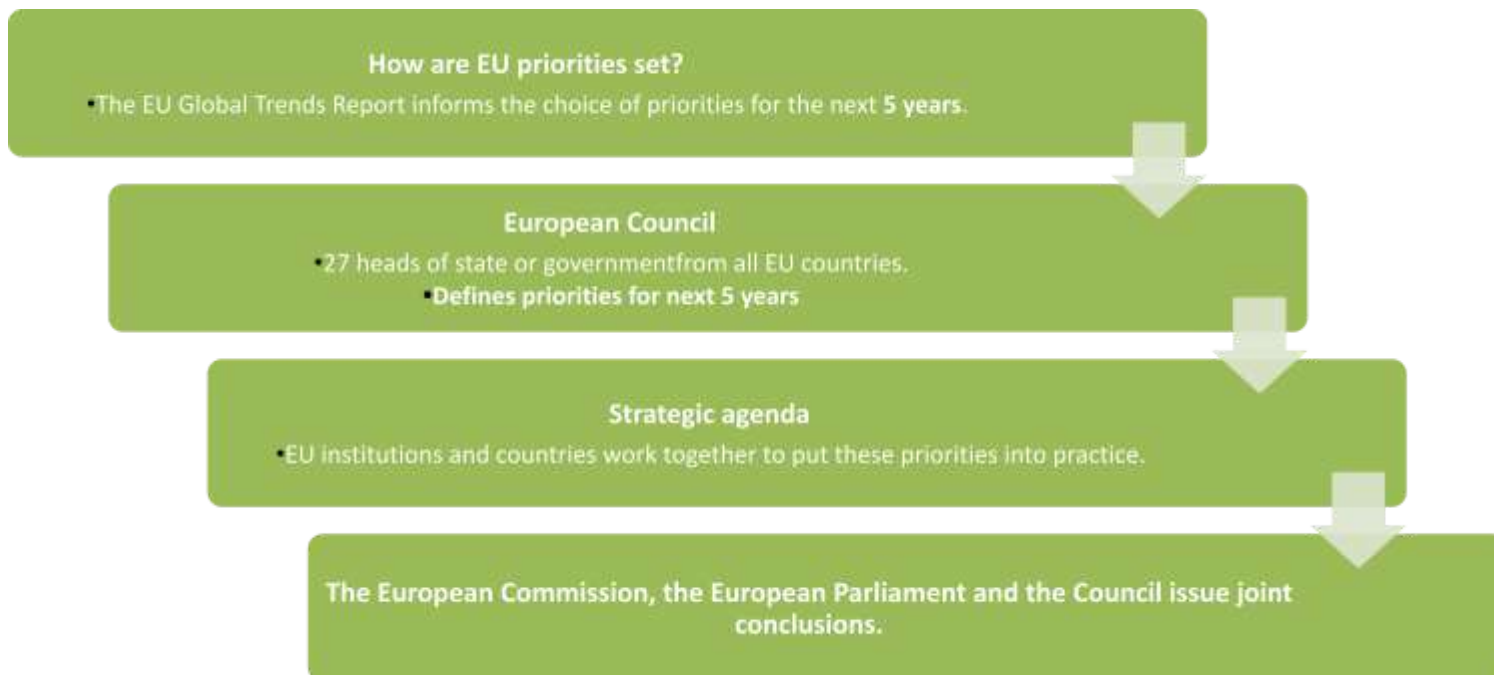 How are EU priorities set?
•The EU Global Trends Report informs the choice of priorities for the next 5 years.
European Council
•27 heads of state or governmentfrom all EU countries.
•Defines priorities for next 5 years
Strategic agenda
•EU institutions and countries work together to put these priorities into practice.
The European Commission, the European Parliament and the Council issue joint
conclusions.